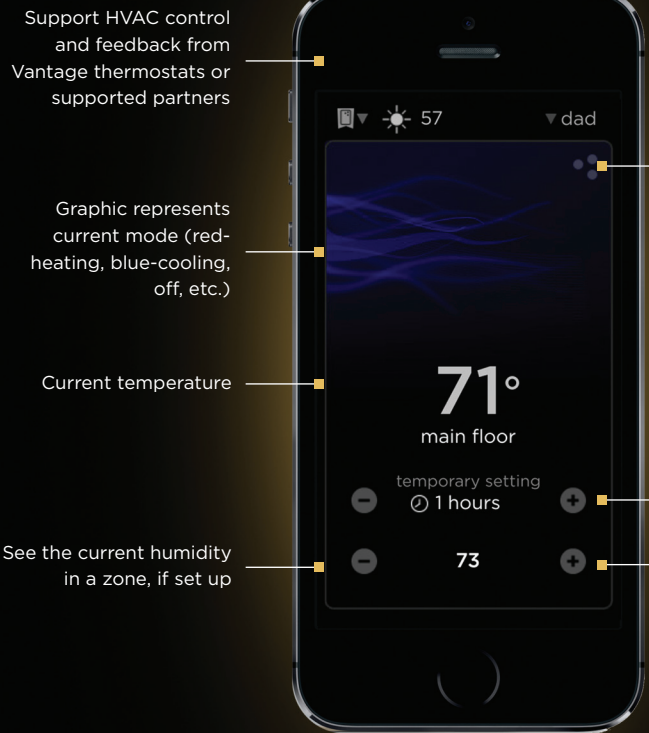 Support HVAC control
and feedback from
Vantage thermostats or
supported partners
57
dad
Graphic represents
current mode (red-
heating, blue-cooling,
off, etc.)
Current temperature
71°
main floor
temporary setting
1 hours
See the current humidity
in a zone, if set up
73